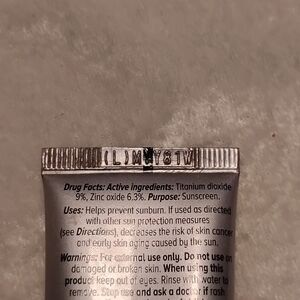 Drug Facts: Active ingredients: Titanium dioxide
9%, Zinc oxide 6.3%. Purpose: Sunscreen.
Uses: Helps prevent sunburn. If used as directed
with other sun protection measures
(see Directions), decreases the risk of skin cancer
and early skin aging caused by the sun.
Warnings: For external use only. Do not use on
damaged or broken skin. When using this
product keep out of eyes. Rinse with water to
remove. Stop use and ask a doctor if rash